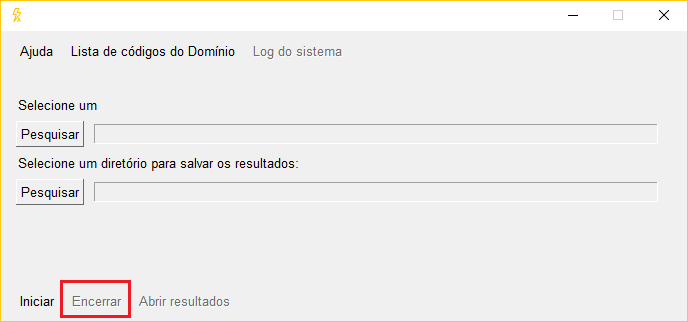 Ajuda Lista de códigos do Domínio Log do sistema
Selecione um
Pesquisar
Selecione um diretório para salvar os resultados:
Pesquisar
Iniciar Encerrar Abrir resultados